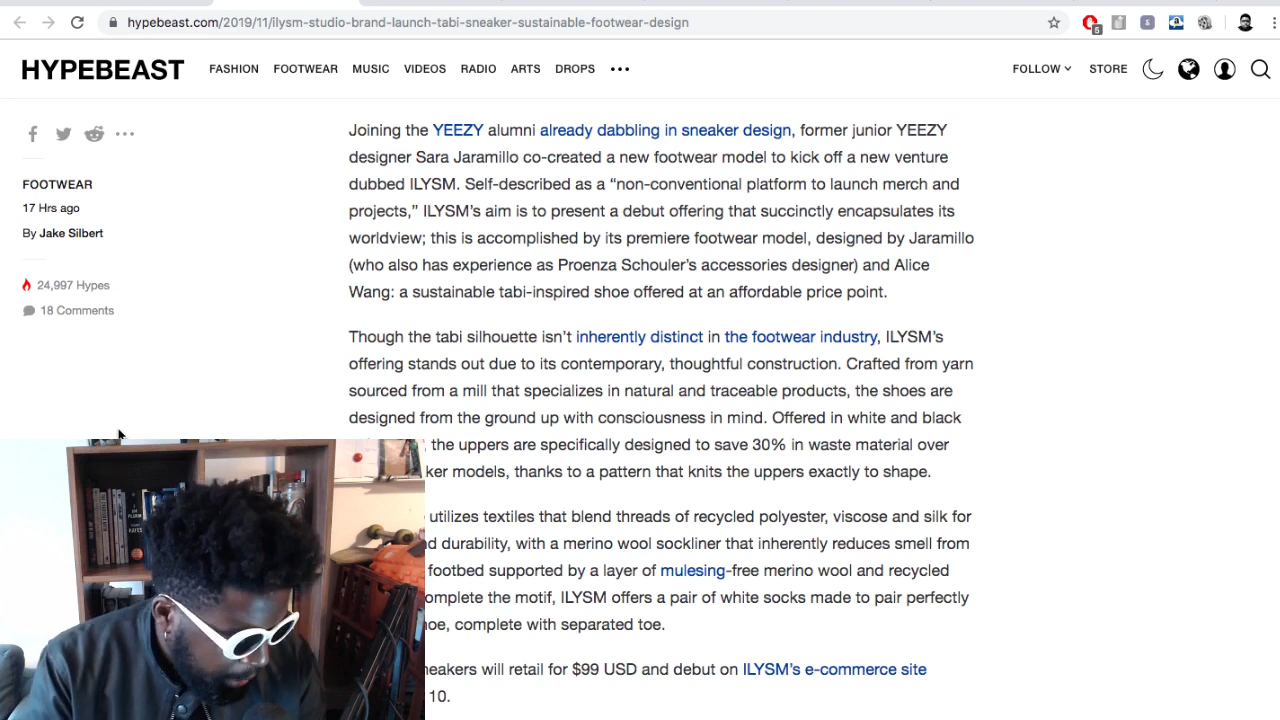 hypebeast.com/2019/11/ilysm-studio-brand-launch-tabi-sneaker-sustainable-footwear-design
5
HYPEBEAST
FASHION FOOTWEAR MUSIC VIDEOS RADIO ARTS DROPS
FOLLOW STORE
FOOTWEAR
17 Hrs ago
By Jake Silbert
24,997 Hypes
18 Comments
Joining the YEEZY alumni already dabbling in sneaker design, former junior YEEZY
designer Sara Jaramillo co-created a new footwear model to kick off a new venture
dubbed ILYSM. Self-described as a “non-conventional platform to launch merch and
projects,” ILYSM’s aim is to present a debut offering that succinctly encapsulates its
worldview; this is accomplished by its premiere footwear model, designed by Jaramillo
(who also has experience as Proenza Schouler’s accessories designer) and Alice
Wang: a sustainable tabi-inspired shoe offered at an affordable price point.
Though the tabi silhouette isn’t inherently distinct in the footwear industry, ILYSM’s
offering stands out due to its contemporary, thoughtful construction. Crafted from yarn
sourced from a mill that specializes in natural and traceable products, the shoes are
designed from the ground up with consciousness in mind. Offered in white and black
the uppers are specifically designed to save 30% in waste material over
ker models, thanks to a pattern that knits the uppers exactly to shape.
utilizes textiles that blend threads of recycled polyester, viscose and silk for
d durability, with a merino wool sockliner that inherently reduces smell from
footbed supported by a layer of mulesing-free merino wool and recycled
omplete the motif, ILYSM offers a pair of white socks made to pair perfectly
oe, complete with separated toe.
neakers will retail for $99 USD and debut on ILYSM’s e-commerce site
10.